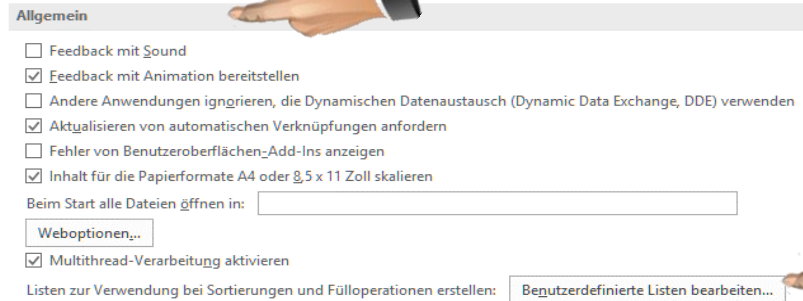 Allgemein
Feedback mit Sound
Feedback mit Animation bereitstellen
Andere Anwendungen ignorieren, die Dynamischen Datenaustausch (Dynamic Data Exchange, DDE) verwenden
Aktualisieren von automatischen Verknüpfungen anfordern
Fehler von Benutzeroberflächen-Add-Ins anzeigen
Inhalt für die Papierformate A4 oder 8,5 x 11 Zoll skalieren
Beim Start alle Dateien öffnen in:
Weboptionen...
Multithread-Verarbeitung aktivieren
Listen zur Verwendung bei Sortierungen und Fülloperationen erstellen: Benutzerdefinierte Listen bearbeiten...